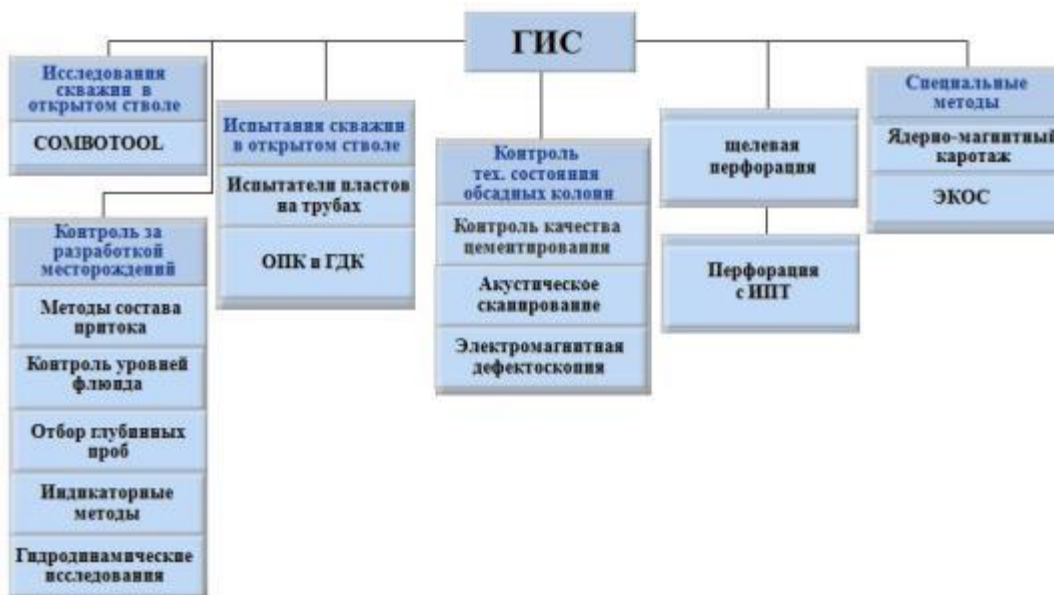 ГИС
Исследования
скважин в
открытом стволе
COMBOTOOL
Контроль за
разработкой
месторождений
Методы состава
притока
Контроль уровней
флюида
Отбор глубинных
проб
Индикаторные
методы
Гидродинамические
исследования
Испытания скважин
в открытом стволе
Испытатели пластов
на трубах
ОПК и ГДК
Контроль
тех. состояния
обсадных колонн
Контроль качества
цементирования
Акустическое
сканирование
Электромагнитная
дефектоскопия
щелевая
перфорация
Перфорация
с ИПТ
Специальные
методы
Ядерно-магнитный
каротаж
ЭКОС